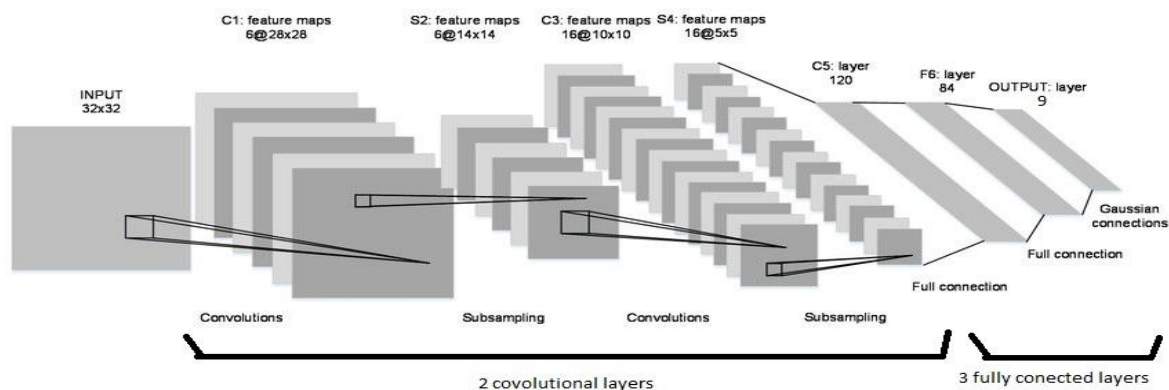 C1: feature maps
6@28x28
S2: feature maps
6@14x14
C3: feature maps
16@10x10
S4: feature maps
16@5x5
INPUT
32x32
C5: layer
120
F6: layer
84
OUTPUT: layer
9
Convolutions
Subsampling
Convolutions
Subsampling
Full connection
Full connection
Gaussian
connections
2 covolutional layers
3 fully conected layers